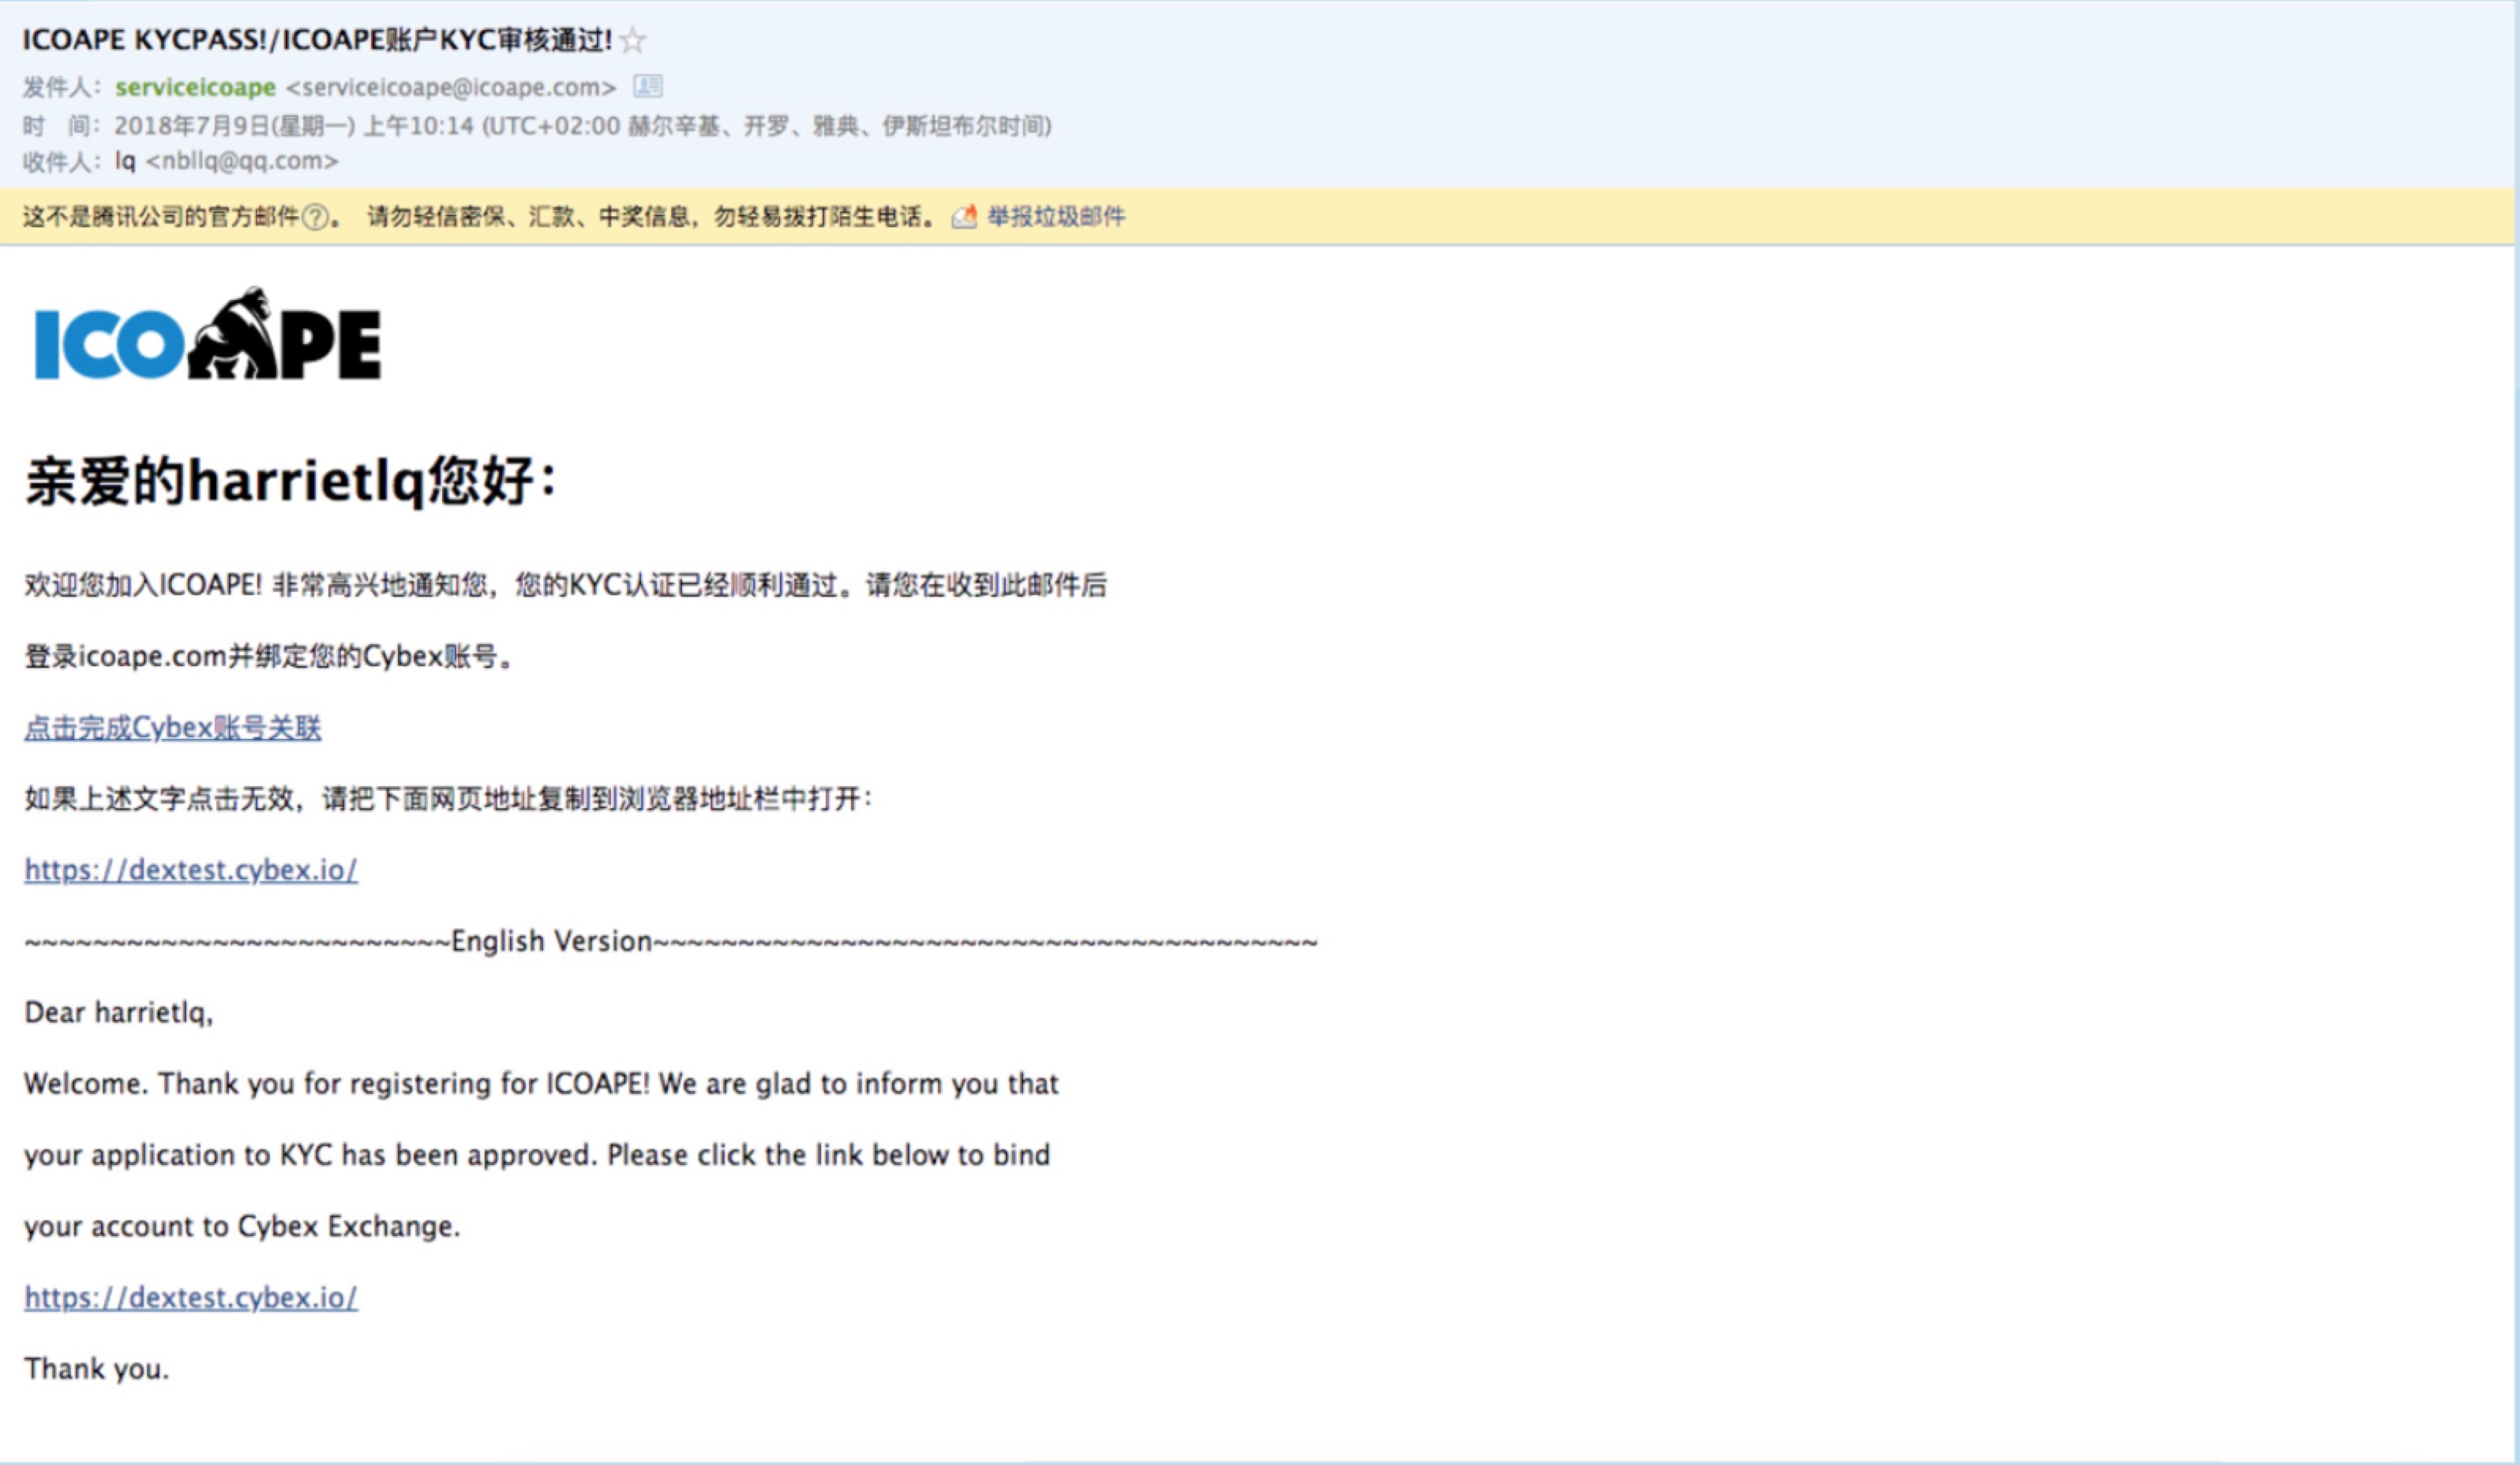 ICOAPE KYCPASS!/ICOAPE账户KYC审核通过!
发件人: serviceicoape <serviceicoape@icoape.com>
时 间: 2018年7月9日(星期一) 上午10:14 (UTC+02:00 赫尔辛基、开罗、雅典、伊斯坦布尔时间)
收件人: lq <nbllq@qq.com>
这不是腾讯公司的官方邮件?。 请勿轻信密保、汇款、中奖信息，勿轻易拨打陌生电话。 举报垃圾邮件
ICOAPE
亲爱的harrietlq您好：
欢迎您加入ICOAPE! 非常高兴地通知您，您的KYC认证已经顺利通过。请您在收到此邮件后
登录icoape.com并绑定您的Cybex账号。
点击完成Cybex账号关联
如果上述文字点击无效，请把下面网页地址复制到浏览器地址栏中打开：
https://dextest.cybex.io/
~~~~~~~~~~~~~~~~~~~~~~~~~English Version~~~~~~~~~~~~~~~~~~~~~~~~~~~~~~~~~~~~~~~
Dear harrietlq,
Welcome. Thank you for registering for ICOAPE! We are glad to inform you that
your application to KYC has been approved. Please click the link below to bind
your account to Cybex Exchange.
https://dextest.cybex.io/
Thank you.